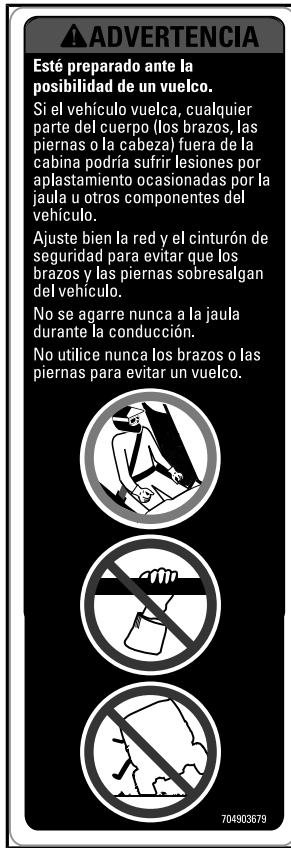 ADVERTENCIA
Esté preparado ante la
posibilidad de un vuelco.
Si el vehículo vuelca, cualquier
parte del cuerpo (los brazos, las
piernas o la cabeza) fuera de la
cabina podría sufrir lesiones por
aplastamiento ocasionadas por la
jaula u otros componentes del
vehículo.
Ajuste bien la red y el cinturón de
seguridad para evitar que los
brazos y las piernas sobresalgan
del vehículo.
No se agarre nunca a la jaula
durante la conducción.
No utilice nunca los brazos o las
piernas para evitar un vuelco.
704903679